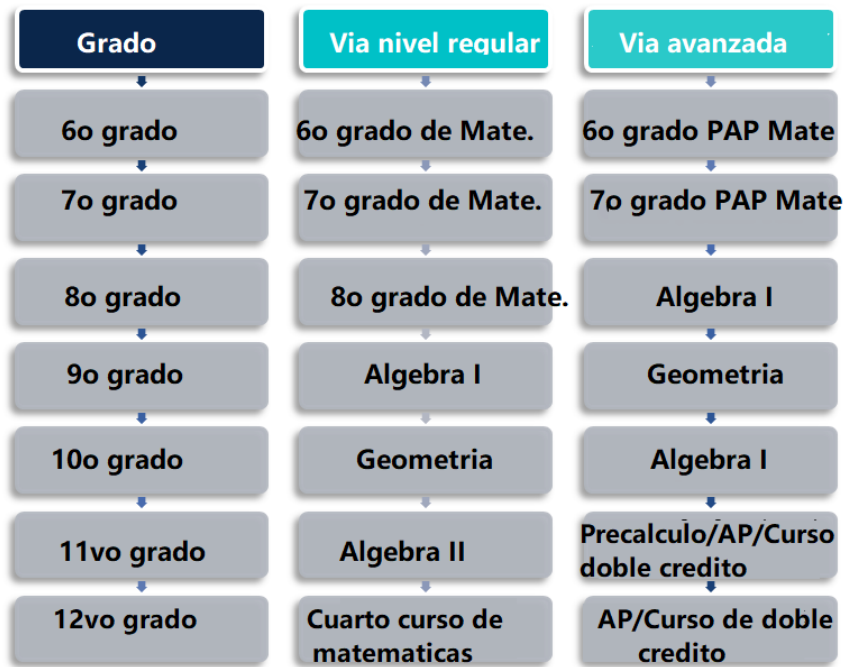 Grado
Via nivel regular
Via avanzada
6o grado
6o grado de Mate.
6o grado PAP Mate
7o grado
7o grado de Mate.
7o grado PAP Mate
8o grado
8o grado de Mate.
Algebra I
9o grado
Algebra I
Geometria
10o grado
Geometria
Algebra I
11vo grado
Algebra II
Precalculo/AP/Curso
doble credito
12vo grado
Cuarto curso de
matematicas
AP/Curso de doble
credito